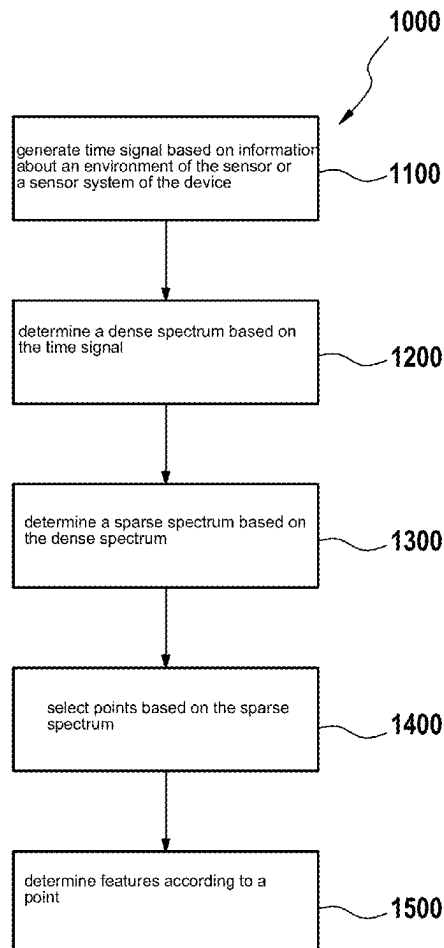 1000
generate time signal based on information
about an environment of the sensor or
a sensor system of the device
1100
determine a dense spectrum based on
the time signal
1200
determine a sparse spectrum based on
the dense spectrum
1300
select points based on the sparse
spectrum
1400
determine features according to a
point
1500